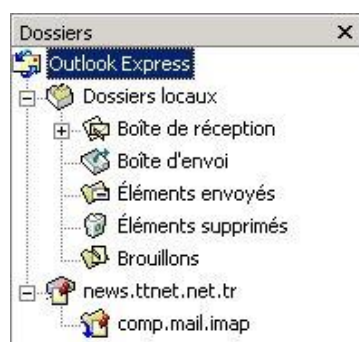 Dossiers
Outlook Express
Dossiers locaux
Boîte de réception
Boîte d'envoi
Éléments envoyés
Éléments supprimés
Brouillons
news.ttnet.net.tr
comp.mail.imap